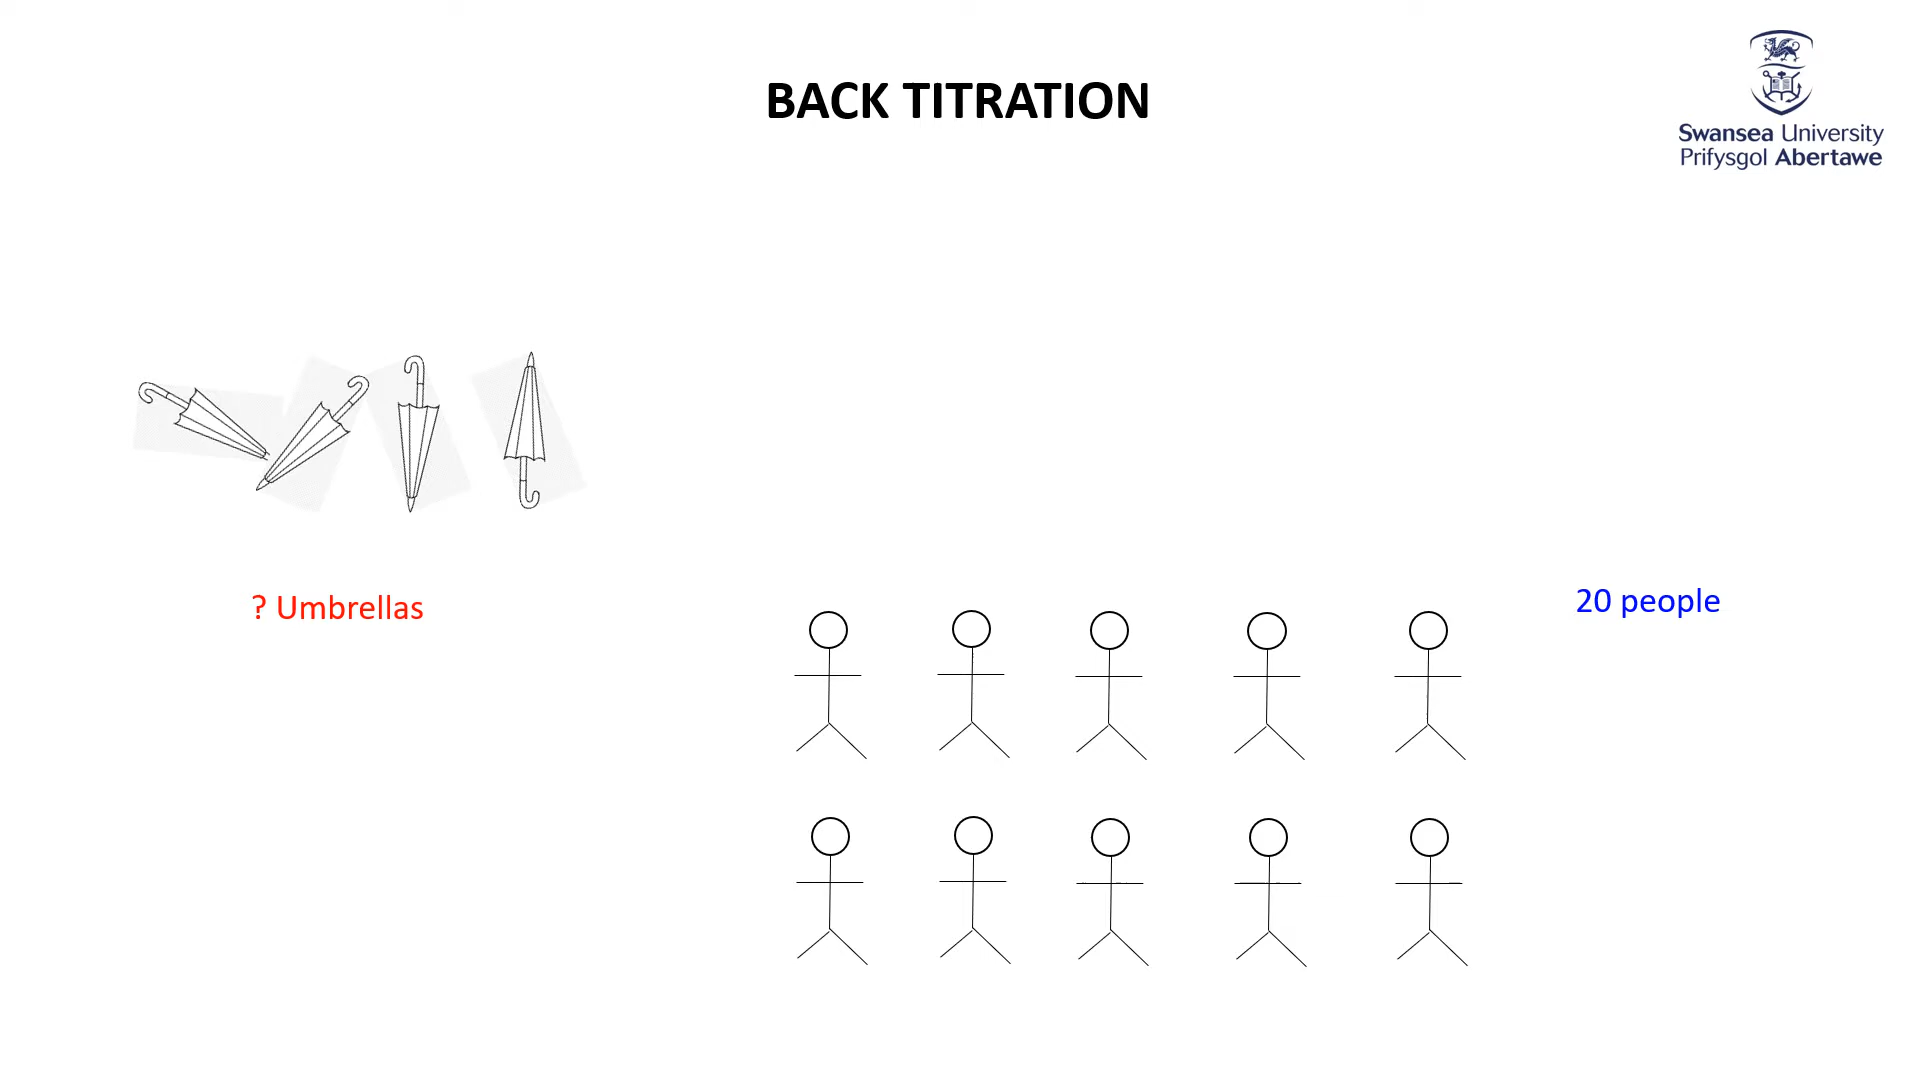 BACK TITRATION
Swansea University
Prifysgol Abertawe
? Umbrellas
20 people